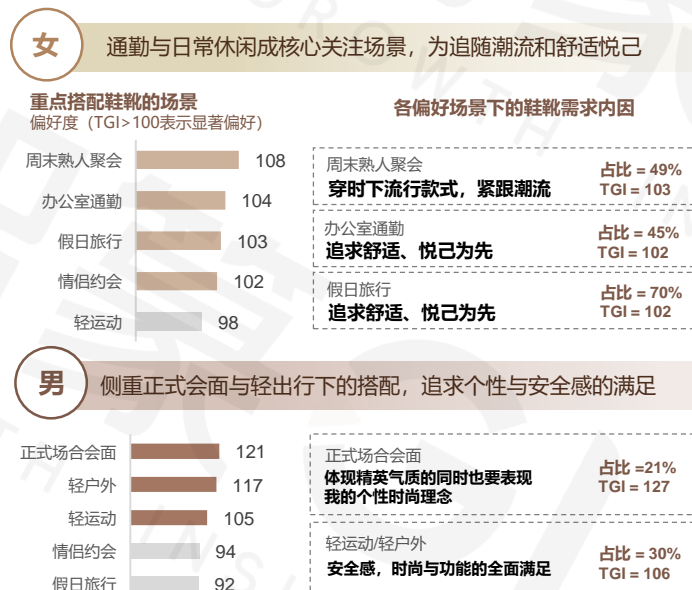 女
通勤与日常休闲成核心关注场景，为追随潮流和舒适悦己
重点搭配鞋靴的场景
偏好度（TGI>100表示显著偏好）
周末熟人聚会 108
办公室通勤 104
假日旅行 103
情侣约会 102
轻运动 98
各偏好场景下的鞋靴需求内因
周末熟人聚会
穿时下流行款式，紧跟潮流
占比 = 49%
TGI = 103
办公室通勤
追求舒适、悦己为先
占比 = 45%
TGI = 102
假日旅行
追求舒适、悦己为先
占比 = 70%
TGI = 102
男
侧重正式会面与轻出行下的搭配，追求个性与安全感的满足
正式场合会面 121
轻户外 117
轻运动 105
情侣约会 94
假日旅行 92
正式场合会面
体现精英气质的同时也要表现
我的个性时尚理念
占比 =21%
TGI = 127
轻运动/轻户外
安全感，时尚与功能的全面满足
占比 = 30%
TGI = 106